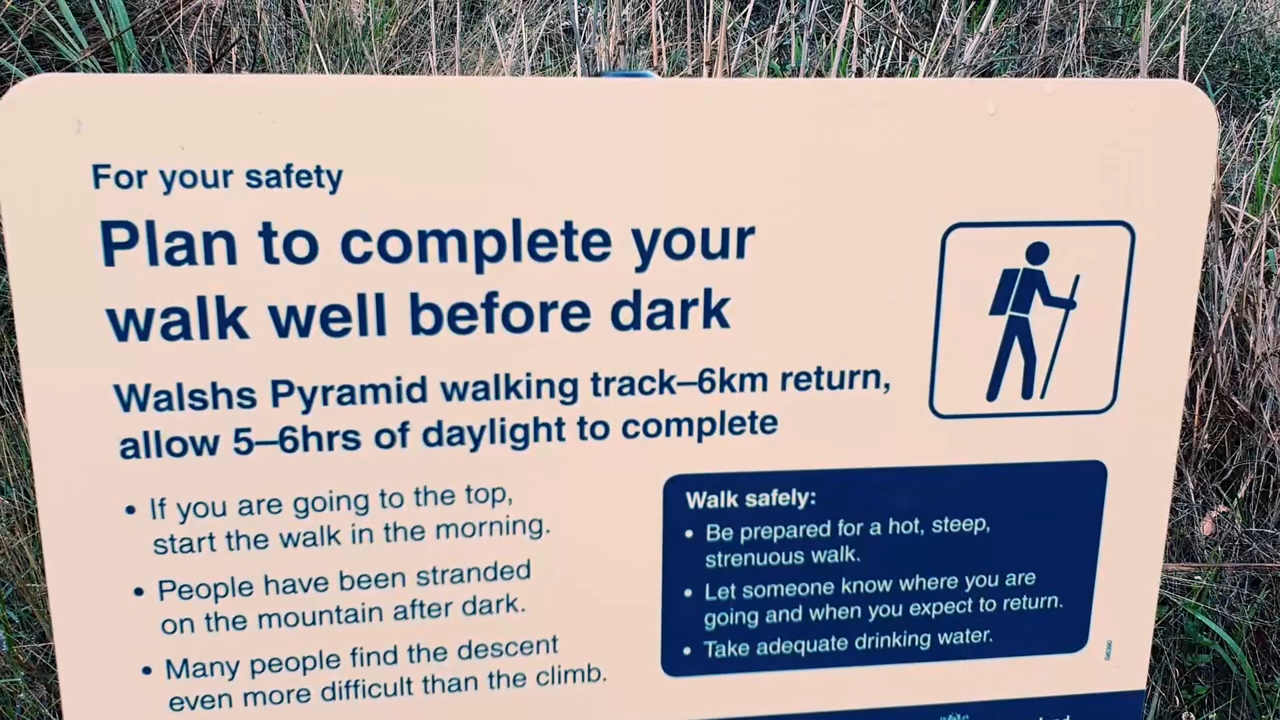 For your safety
Plan to complete your
walk well before dark
Walshs Pyramid walking track–6km return,
allow 5–6hrs of daylight to complete
• If you are going to the top,
start the walk in the morning.
• People have been stranded
on the mountain after dark.
• Many people find the descent
even more difficult than the climb.
Walk safely:
• Be prepared for a hot, steep,
strenuous walk.
• Let someone know where you are
going and when you expect to return.
• Take adequate drinking water.